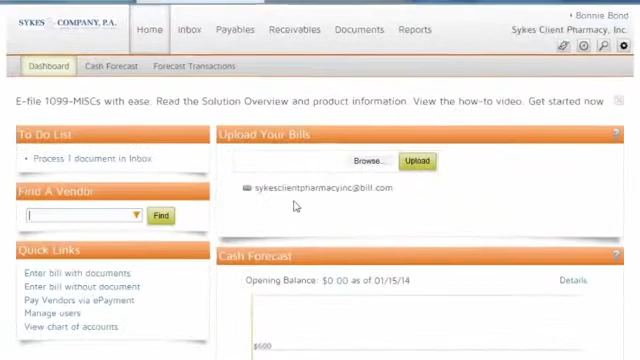 SYKES & COMPANY, P.A.
Home Inbox Payables Receivables Documents Reports
Bonnie Bond
Sykes Client Pharmacy, Inc.
Dashboard Cash Forecast Forecast Transactions
E-file 1099-MISCs with ease. Read the Solution Overview and product information. View the how-to video. Get started now
To Do List
Process 1 document in Inbox
Find A Vendor
Find
Quick Links
Enter bill with documents
Enter bill without document
Pay Vendors via ePayment
Manage users
View chart of accounts
Upload Your Bills ?
Browse... Upload
sykesclientpharmacyinc@bill.com
Cash Forecast ?
Opening Balance: $0.00 as of 01/15/14 Details
$600